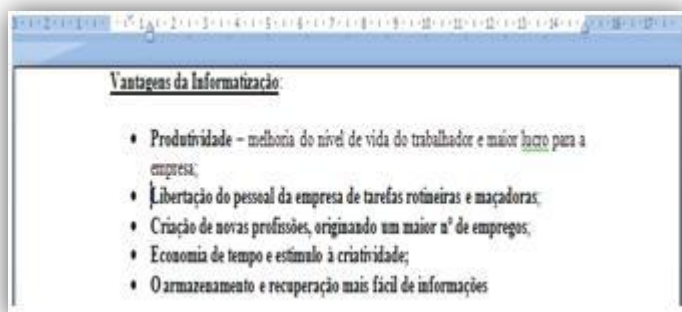 Vantagens da Informatização:
• Produtividade – melhoria do nível de vida do trabalhador e maior lucro para a
empresa;
• Libertação do pessoal da empresa de tarefas rotineiras e maçadoras;
• Criação de novas profissões, originando um maior nº de empregos;
• Economia de tempo e estímulo à criatividade;
• O armazenamento e recuperação mais fácil de informações